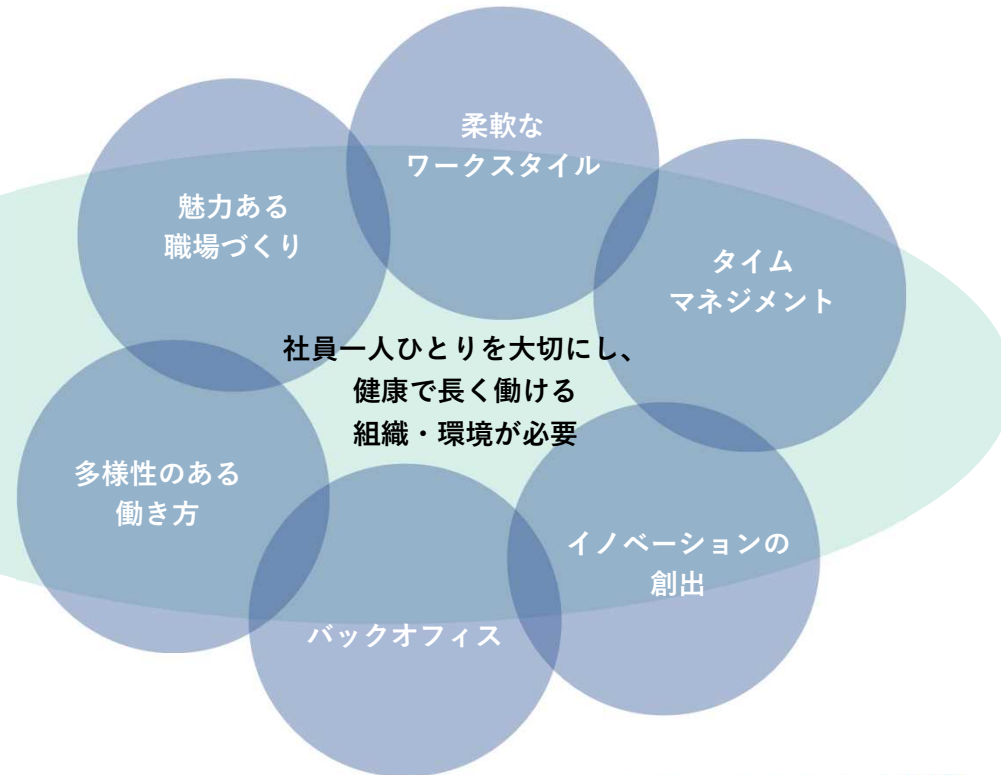 柔軟な
ワークスタイル
魅力ある
職場づくり
タイム
マネジメント
社員一人ひとりを大切にし、
健康で長く働ける
組織・環境が必要
多様性のある
働き方
イノベーションの
創出
バックオフィス